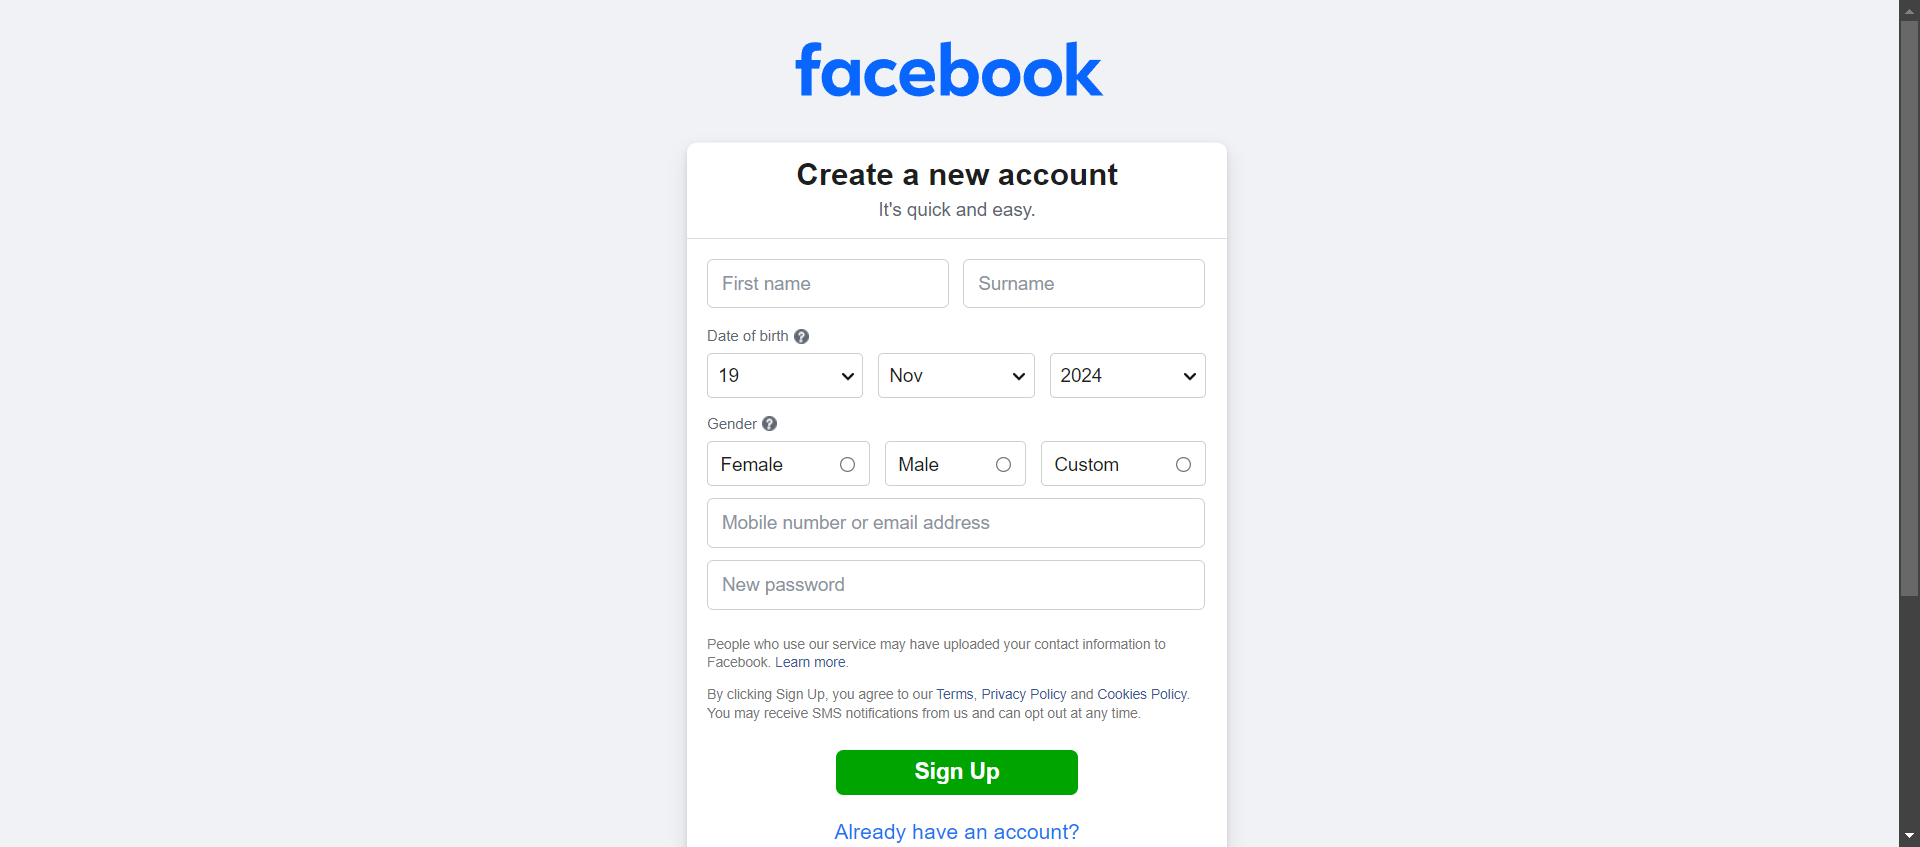 facebook
Create a new account
It's quick and easy.
First name Surname
Date of birth ?
19 Nov 2024
Gender ?
Female Male Custom
Mobile number or email address
New password
People who use our service may have uploaded your contact information to
Facebook. Learn more.
By clicking Sign Up, you agree to our Terms, Privacy Policy and Cookies Policy.
You may receive SMS notifications from us and can opt out at any time.
Sign Up
Already have an account?